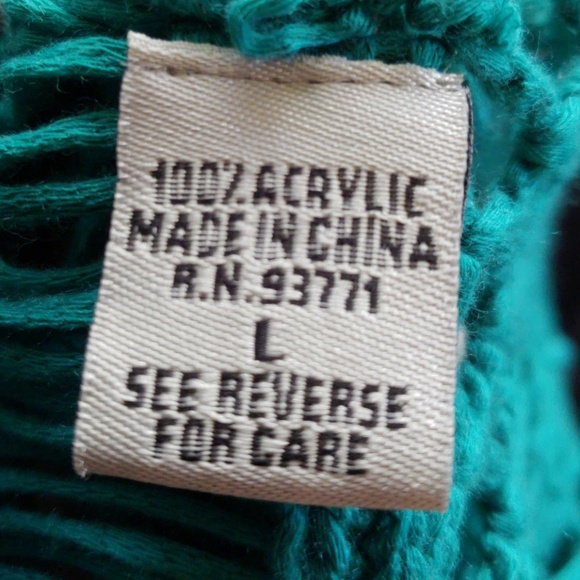 100% ACRYLIC
MADE IN CHINA
R.N. 93771
L
SEE REVERSE
FOR CARE